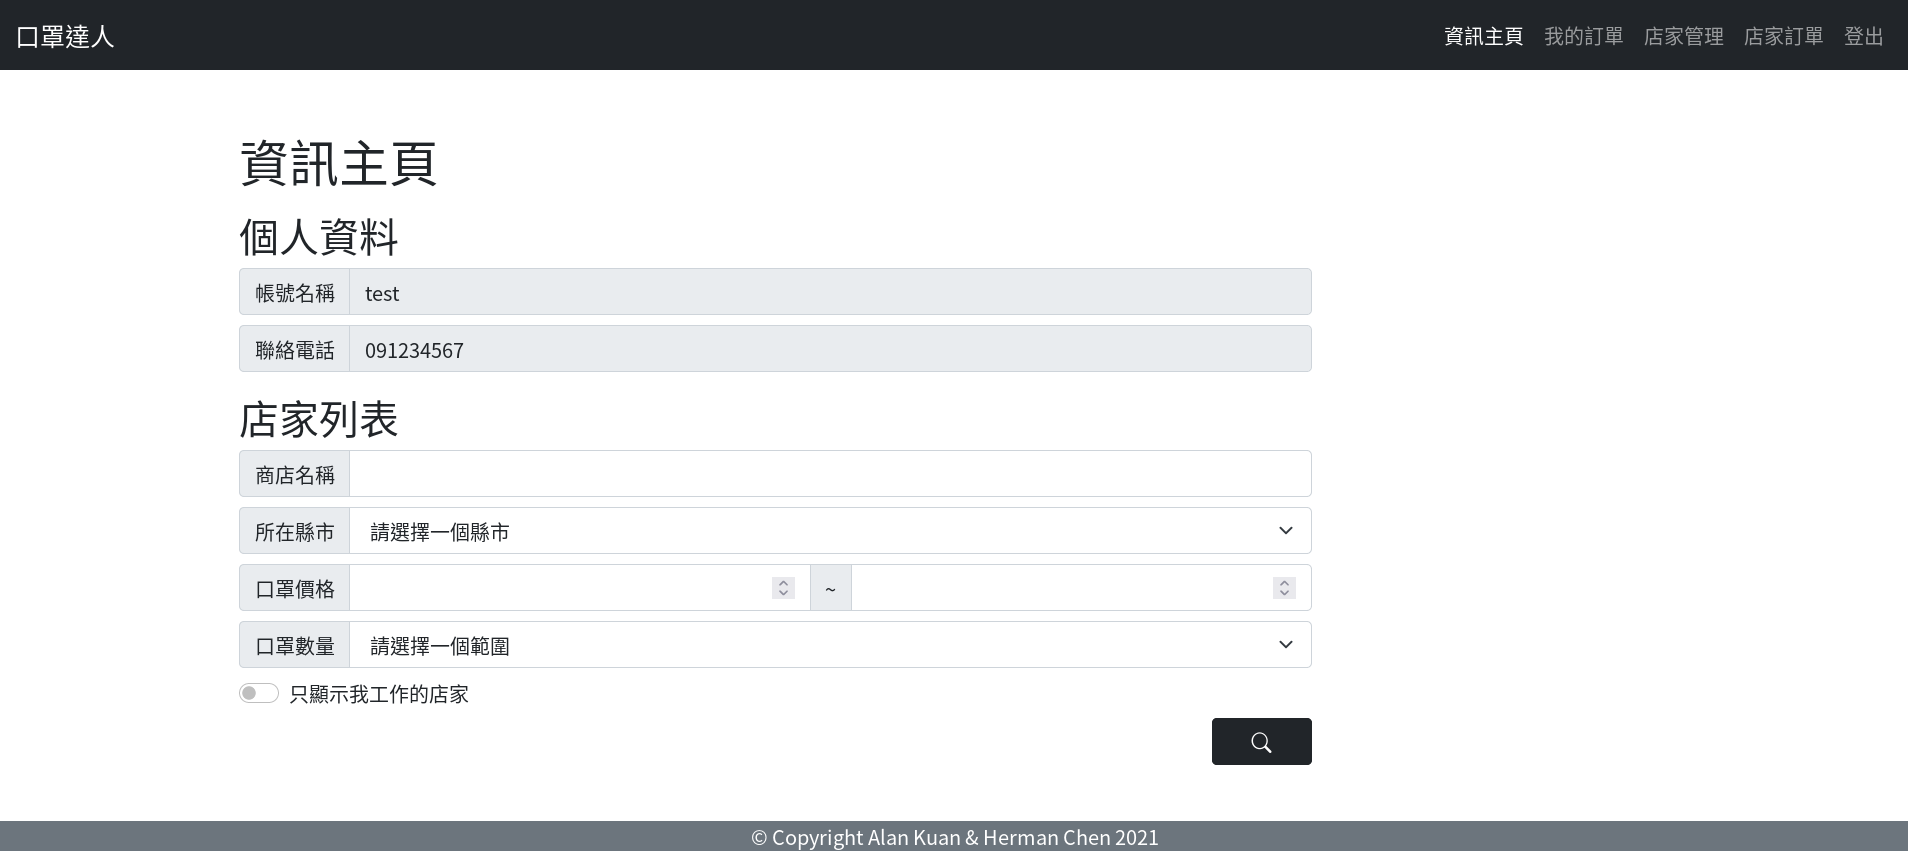 口罩達人
資訊主頁 我的訂單 店家管理 店家訂單 登出
資訊主頁
個人資料
帳號名稱 test
聯絡電話 091234567
店家列表
商店名稱
所在縣市 請選擇一個縣市
口罩價格 ~
口罩數量 請選擇一個範圍
只顯示我工作的店家
© Copyright Alan Kuan & Herman Chen 2021